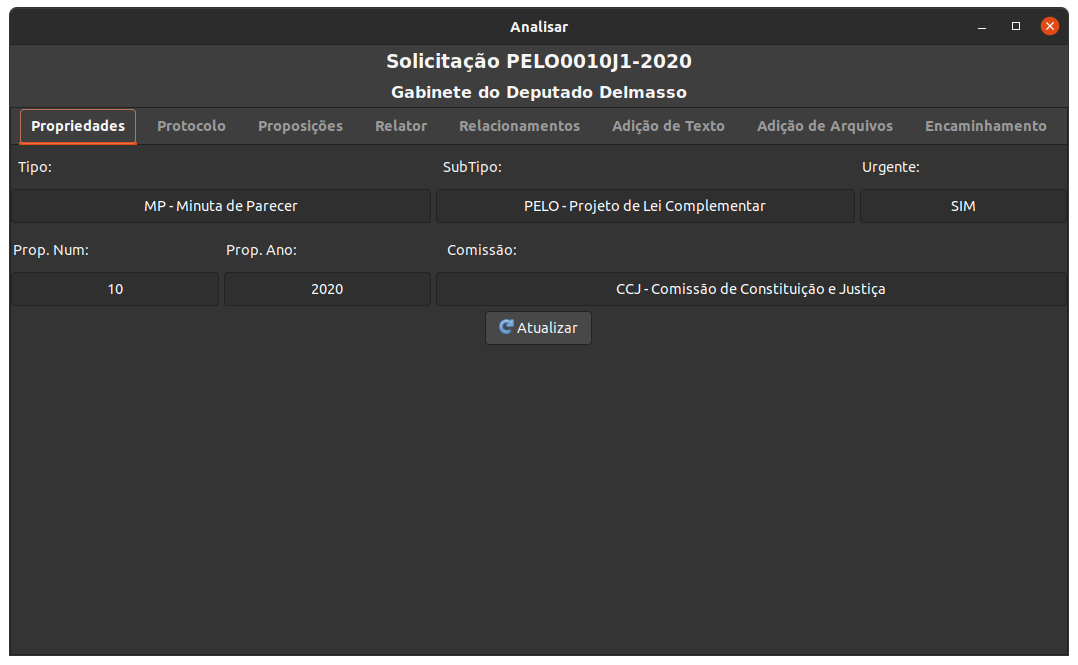 Analisar
Solicitação PELO0010J1-2020
Gabinete do Deputado Delmasso
Propriedades Protocolo Proposições Relator Relacionamentos Adição de Texto Adição de Arquivos Encaminhamento
Tipo: SubTipo: Urgente:
MP - Minuta de Parecer PELO - Projeto de Lei Complementar SIM
Prop. Num: Prop. Ano: Comissão:
10 2020 CCJ - Comissão de Constituição e Justiça
Atualizar